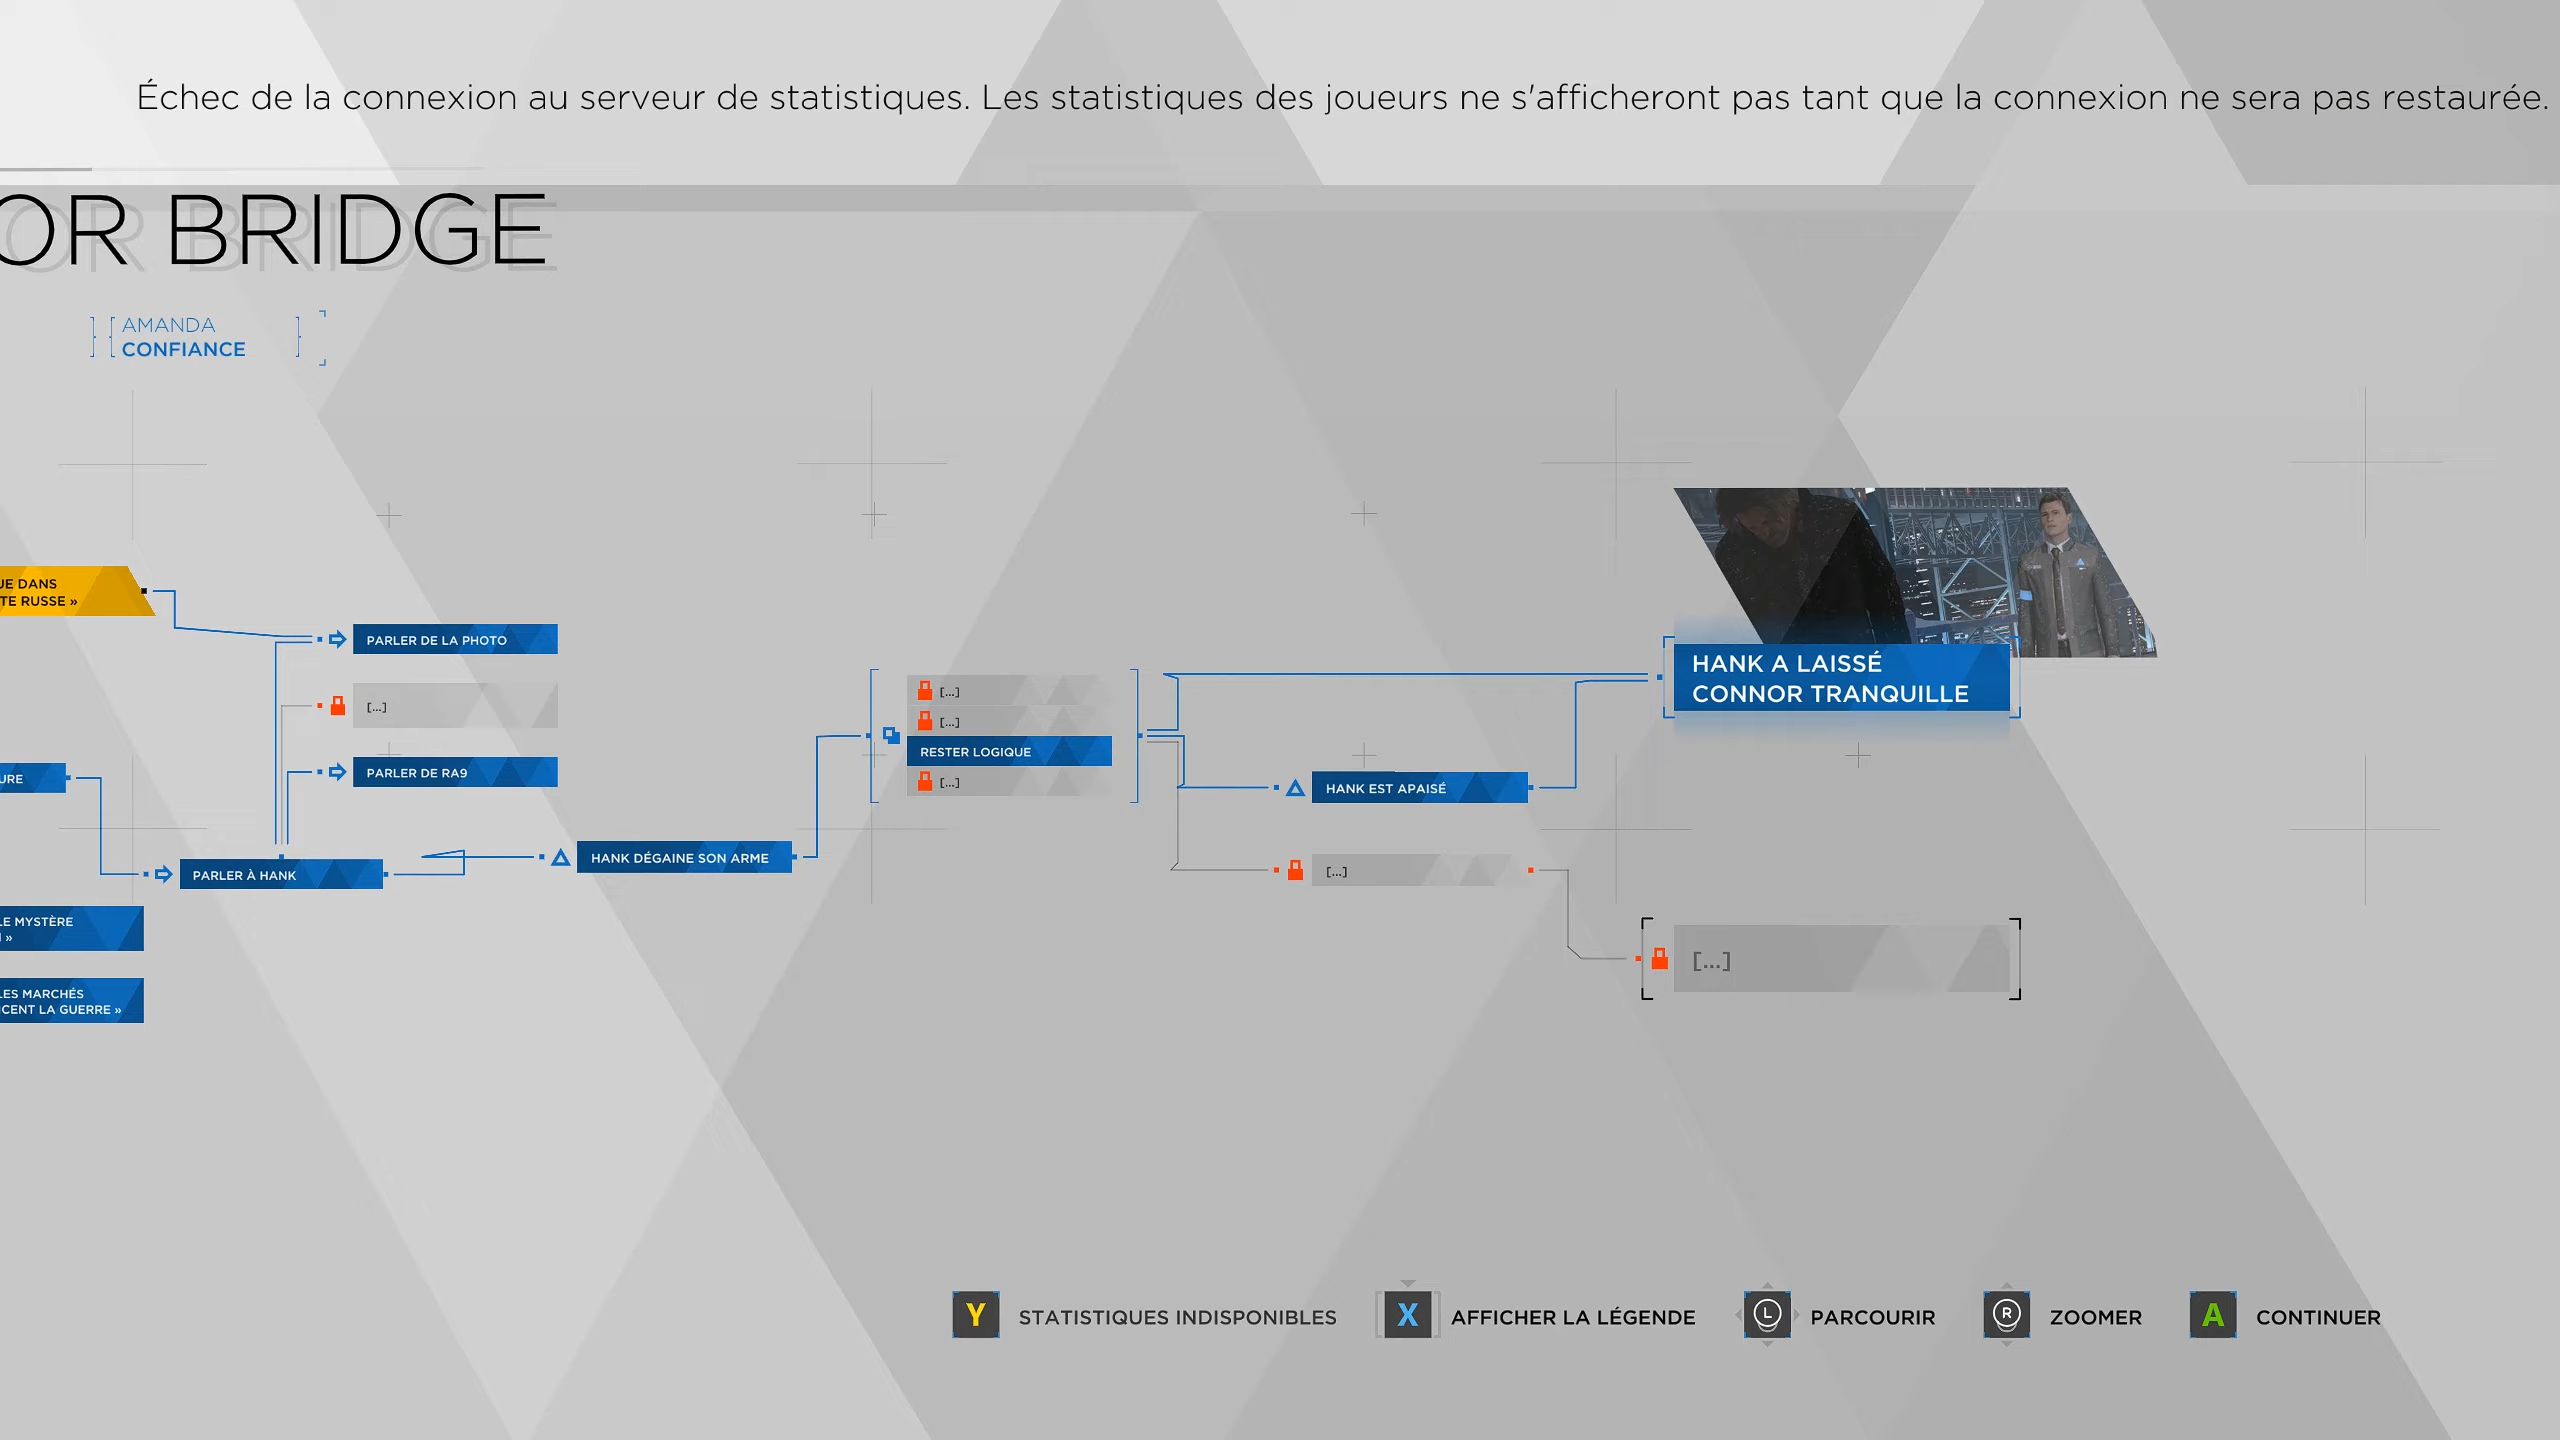 Échec de la connexion au serveur de statistiques. Les statistiques des joueurs ne s'afficheront pas tant que la connexion ne sera pas restaurée.
OR BRIDGE
AMANDA
CONFIANCE
UE DANS
TE RUSSE »
PARLER DE LA PHOTO
[...]
PARLER DE RA9
URE
PARLER À HANK
LE MYSTÈRE
I »
LES MARCHÉS
CENT LA GUERRE »
HANK DÉGAINE SON ARME
[...]
[...]
RESTER LOGIQUE
[...]
HANK EST APAISÉ
[...]
HANK A LAISSÉ
CONNOR TRANQUILLE
[...]
Y STATISTIQUES INDISPONIBLES X AFFICHER LA LÉGENDE L PARCOURIR R ZOOMER A CONTINUER